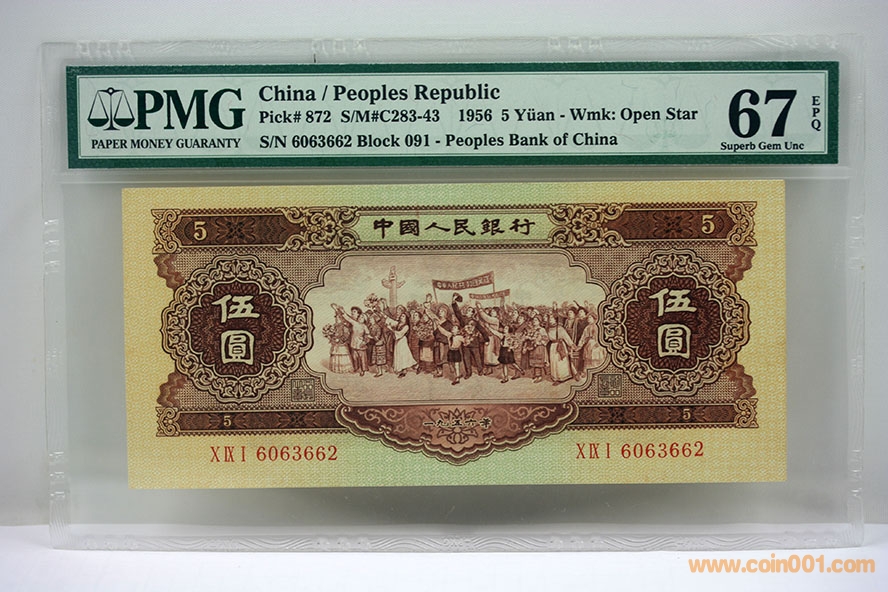 PMG
PAPER MONEY GUARANTY
China / Peoples Republic
Pick# 872 S/M#C283-43 1956 5 Yüan - Wmk: Open Star
S/N 6063662 Block 091 - Peoples Bank of China
67
EPQ
Superb Gem Unc
5 中國人民銀行 5
伍圓
伍圓
5 一九五六年 5
X IX I 6063662
X IX I 6063662
www.coin001.com